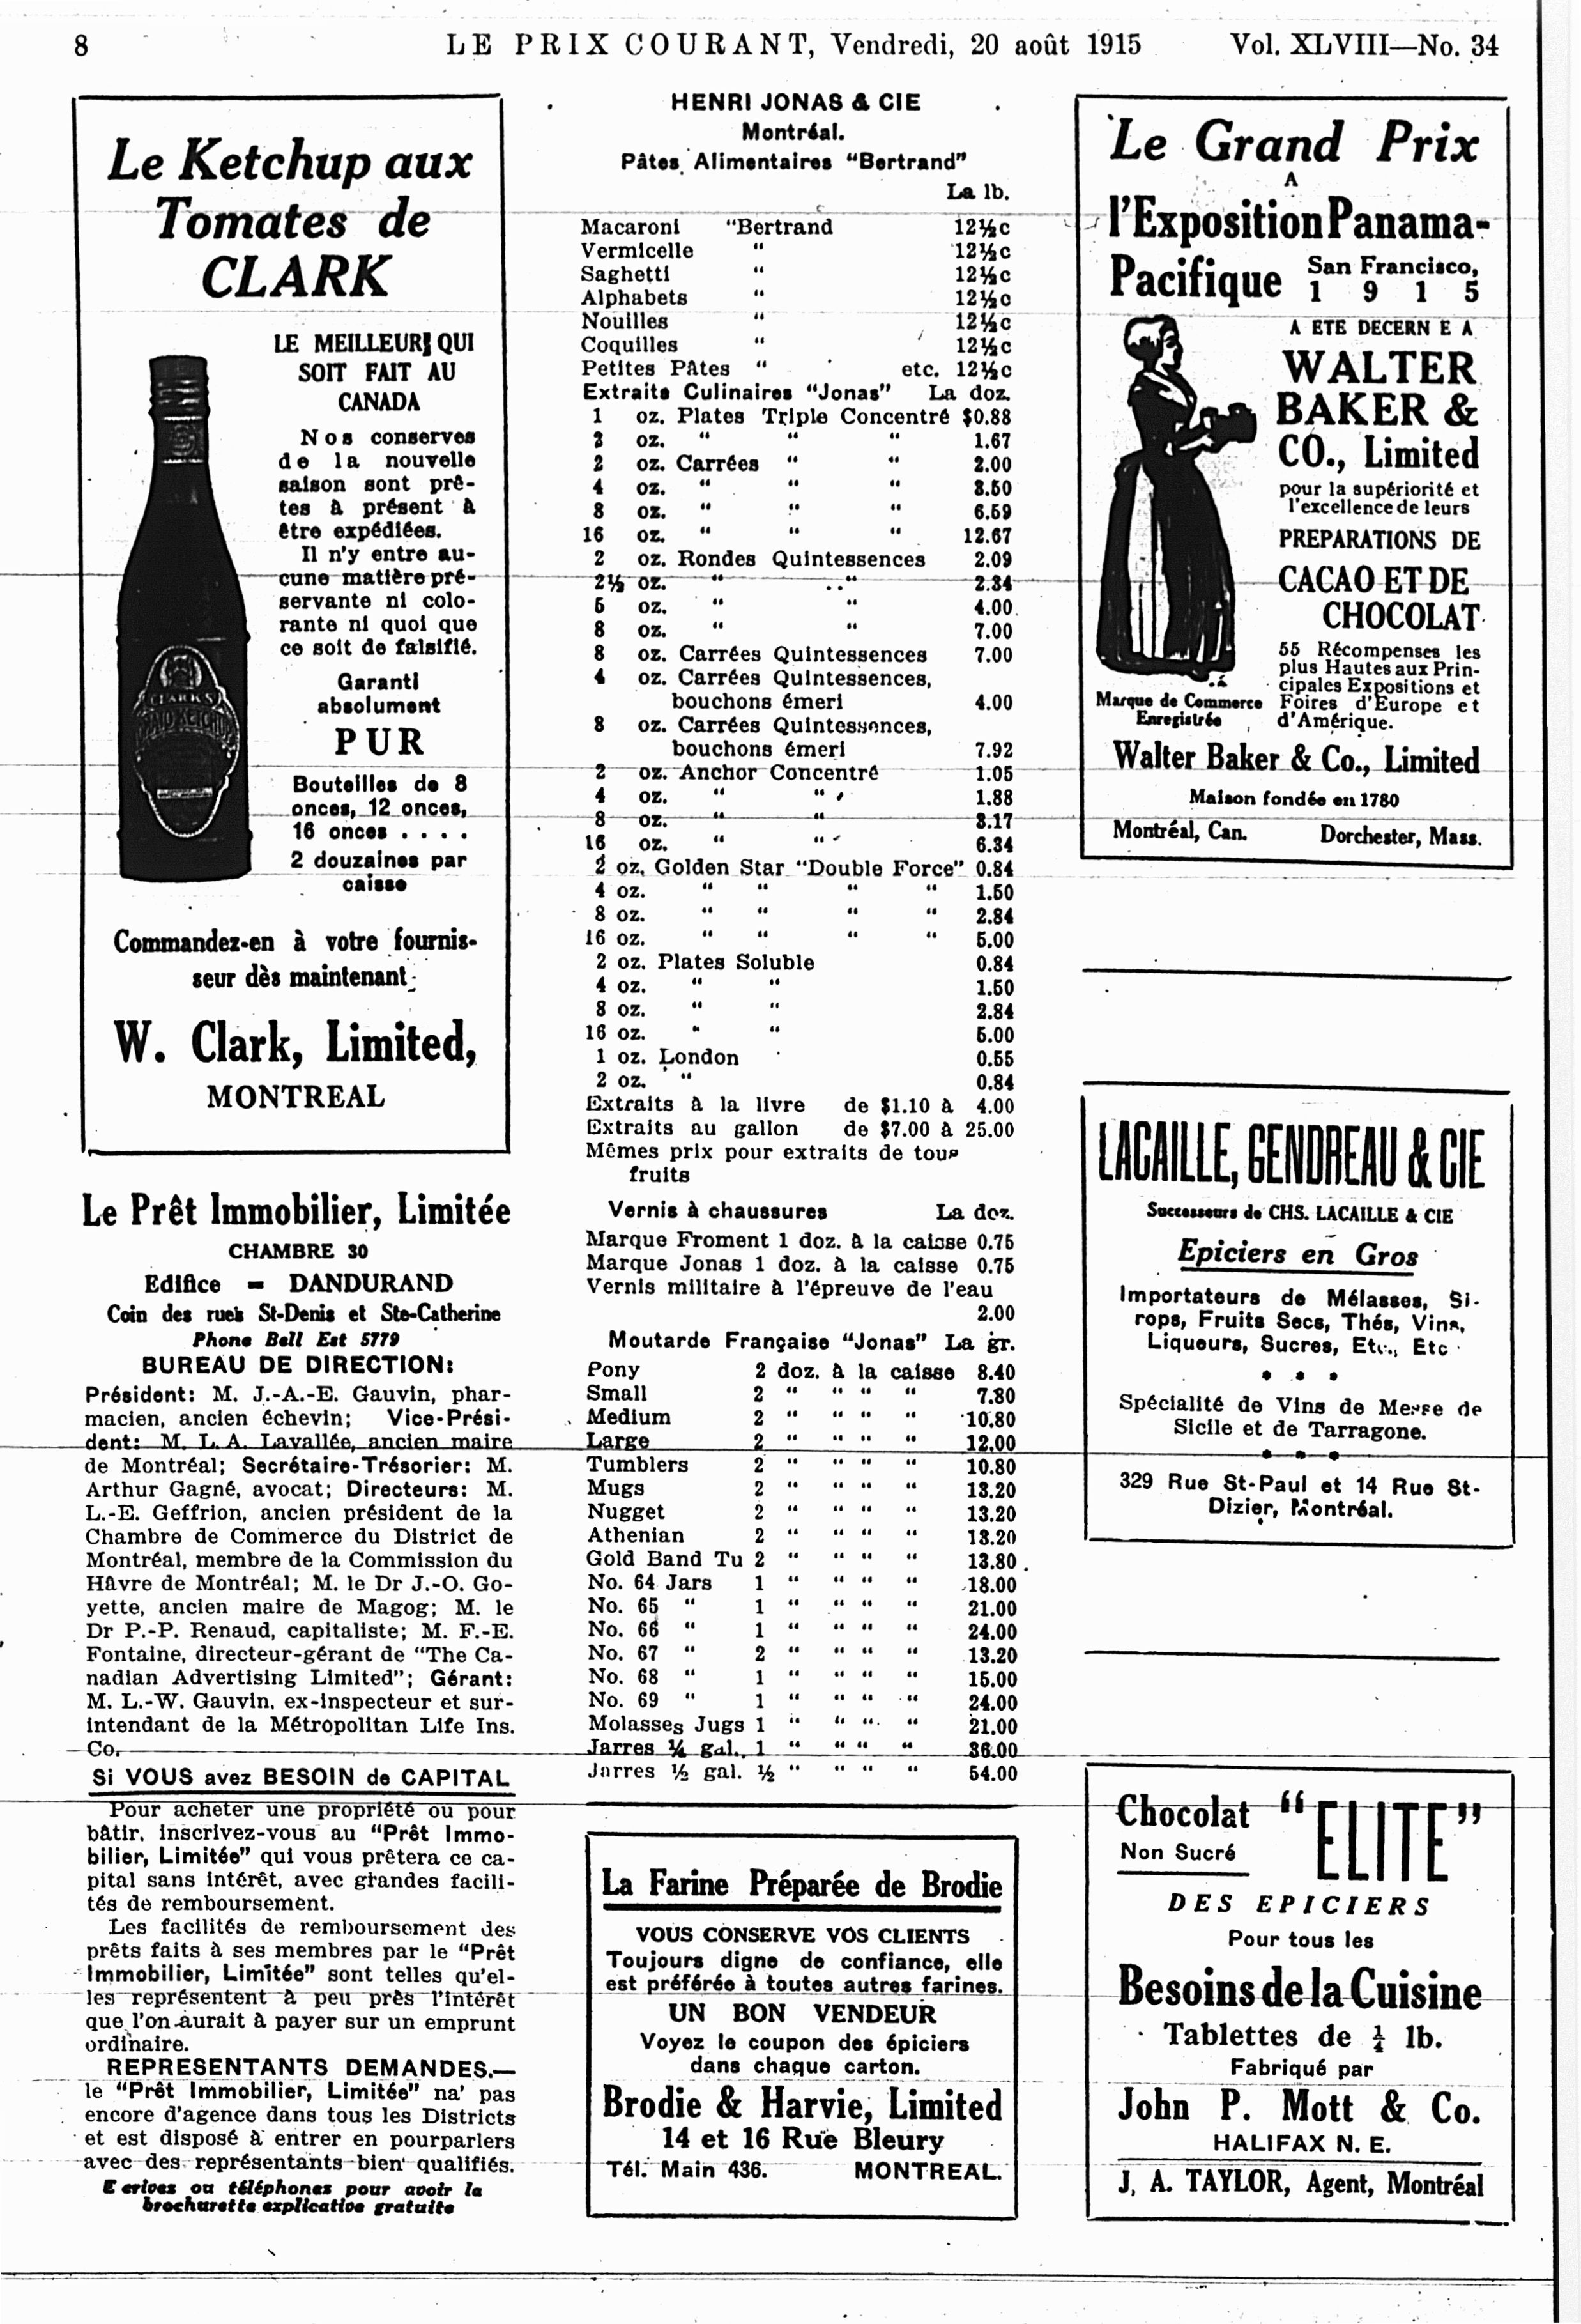 8
LE PRIX COURANT, Vendredi, 20 août 1915
Vol. XLVIII—No. 34
Le Ketchup aux
Tomates de
CLARK
LE MEILLEUR QUI
SOIT FAIT AU
CANADA
Nos conserves
de la nouvelle
saison sont prê-
tes à présent à
être expédiées.
Il n'y entre au-
cune matière pré-
servante ni colo-
rante ni quoi que
ce soit de falsifié.
Garanti
absolument
PUR
Bouteilles de 8
onces, 12 onces,
16 onces . . . .
2 douzaines par
caisse
CLARK'S
TOMATO KETCHUP
Commandez-en à votre fournis-
seur dès maintenant
W. Clark, Limited,
MONTREAL
Le Prêt Immobilier, Limitée
CHAMBRE 30
Edifice = DANDURAND
Coin des rues St-Denis et Ste-Catherine
Phone Bell Est 5779
BUREAU DE DIRECTION:
Président: M. J.-A.-E. Gauvin, phar-
macien, ancien échevin; Vice-Prési-
dent: M. L. A. Lavallée, ancien maire
de Montréal; Secrétaire-Trésorier: M.
Arthur Gagné, avocat; Directeurs: M.
L.-E. Geffrion, ancien président de la
Chambre de Commerce du District de
Montréal, membre de la Commission du
Hâvre de Montréal; M. le Dr J.-O. Go-
yette, ancien maire de Magog; M. le
Dr P.-P. Renaud, capitaliste; M. F.-E.
Fontaine, directeur-gérant de "The Ca-
nadian Advertising Limited"; Gérant:
M. L.-W. Gauvin, ex-inspecteur et sur-
intendant de la Métropolitan Life Ins.
Co.
Si VOUS avez BESOIN de CAPITAL
Pour acheter une propriété ou pour
bâtir, inscrivez-vous au "Prêt Immo-
bilier, Limitée" qui vous prêtera ce ca-
pital sans intérêt, avec grandes facili-
tés de remboursement.
Les facilités de remboursement des
prêts faits à ses membres par le "Prêt
Immobilier, Limitée" sont telles qu'el-
les représentent à peu près l'intérêt
que l'on aurait à payer sur un emprunt
ordinaire.
REPRESENTANTS DEMANDES.—
le "Prêt Immobilier, Limitée" na' pas
encore d'agence dans tous les Districts
et est disposé à entrer en pourparlers
avec des représentants bien qualifiés.
Ecrives ou téléphones pour avoir la
brochurette explicative gratuite
HENRI JONAS & CIE
Montréal.
Pâtes Alimentaires "Bertrand"
La lb.
Macaroni "Bertrand 12½c
Vermicelle " 12½c
Saghetti " 12½c
Alphabets " 12½c
Nouilles " 12½c
Coquilles " 12½c
Petites Pâtes " etc. 12½c
Extraits Culinaires "Jonas" La doz.
1 oz. Plates Triple Concentré $0.88
2 oz. " " " 1.67
2 oz. Carrées " " 2.00
4 oz. " " " 3.50
8 oz. " " " 6.59
16 oz. " " " 12.67
2 oz. Rondes Quintessences 2.09
2½ oz. " " 2.34
5 oz. " " 4.00
8 oz. " " 7.00
8 oz. Carrées Quintessences 7.00
4 oz. Carrées Quintessences,
bouchons émeri 4.00
8 oz. Carrées Quintessences,
bouchons émeri 7.92
2 oz. Anchor Concentré 1.05
4 oz. " " 1.88
8 oz. " " 3.17
16 oz. " " 6.34
2 oz. Golden Star "Double Force" 0.84
4 oz. " " " " 1.50
8 oz. " " " " 2.84
16 oz. " " " " 5.00
2 oz. Plates Soluble 0.84
4 oz. " " 1.50
8 oz. " " 2.84
16 oz. " " 5.00
1 oz. London 0.55
2 oz. " 0.84
Extraits à la livre de $1.10 à 4.00
Extraits au gallon de $7.00 à 25.00
Mêmes prix pour extraits de tous
fruits
Vernis à chaussures La doz.
Marque Froment 1 doz. à la caisse 0.75
Marque Jonas 1 doz. à la caisse 0.75
Vernis militaire à l'épreuve de l'eau
2.00
Moutarde Française "Jonas" La gr.
Pony 2 doz. à la caisse 8.40
Small 2 " " " " 7.80
Medium 2 " " " " 10.80
Large 2 " " " " 12.00
Tumblers 2 " " " " 10.80
Mugs 2 " " " " 13.20
Nugget 2 " " " " 13.20
Athenian 2 " " " " 13.20
Gold Band Tu 2 " " " " 13.80
No. 64 Jars 1 " " " " 18.00
No. 65 " 1 " " " " 21.00
No. 66 " 1 " " " " 24.00
No. 67 " 2 " " " " 13.20
No. 68 " 1 " " " " 15.00
No. 69 " 1 " " " " 24.00
Molasses Jugs 1 " " " " 21.00
Jarres ¼ gal. 1 " " " " 36.00
Jarres ½ gal. ½ " " " " 54.00
La Farine Préparée de Brodie
VOUS CONSERVE VOS CLIENTS
Toujours digne de confiance, elle
est préférée à toutes autres farines.
UN BON VENDEUR
Voyez le coupon des épiciers
dans chaque carton.
Brodie & Harvie, Limited
14 et 16 Rue Bleury
Tél. Main 436. MONTREAL.
Le Grand Prix
A
l'Exposition Panama-
Pacifique San Francisco,
1 9 1 5
A ETE DECERNE A
WALTER
BAKER &
CO., Limited
pour la supériorité et
l'excellence de leurs
PREPARATIONS DE
CACAO ET DE
CHOCOLAT
55 Récompenses les
plus Hautes aux Prin-
cipales Expositions et
Foires d'Europe et
d'Amérique.
Marque de Commerce
Enregistrée
Walter Baker & Co., Limited
Maison fondée en 1780
Montréal, Can. Dorchester, Mass.
LACAILLE, GENDREAU & CIE
Successeurs de CHS. LACAILLE & CIE
Epiciers en Gros
Importateurs de Mélasses, Si-
rops, Fruits Secs, Thés, Vins,
Liqueurs, Sucres, Etc., Etc
Spécialité de Vins de Messe de
Sicile et de Tarragone.
329 Rue St-Paul et 14 Rue St-
Dizier, Montréal.
Chocolat "ELITE"
Non Sucré
DES EPICIERS
Pour tous les
Besoins de la Cuisine
Tablettes de ¼ lb.
Fabriqué par
John P. Mott & Co.
HALIFAX N. E.
J. A. TAYLOR, Agent, Montréal